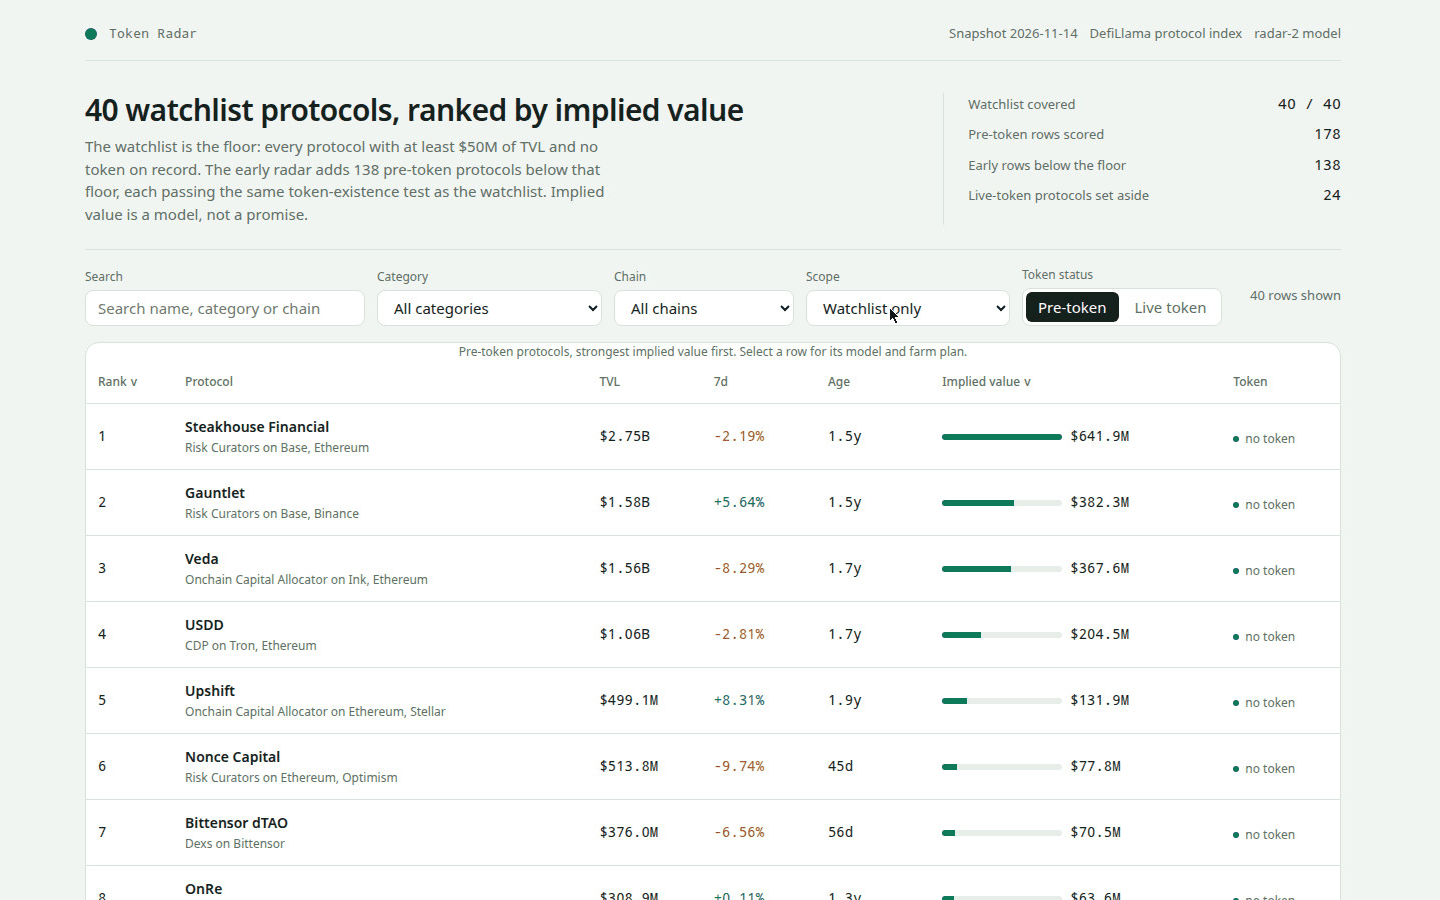 Token Radar
Snapshot 2026-11-14 DefiLlama protocol index radar-2 model
40 watchlist protocols, ranked by implied value
The watchlist is the floor: every protocol with at least $50M of TVL and no
token on record. The early radar adds 138 pre-token protocols below that
floor, each passing the same token-existence test as the watchlist. Implied
value is a model, not a promise.
Watchlist covered 40 / 40
Pre-token rows scored 178
Early rows below the floor 138
Live-token protocols set aside 24
Search Category Chain Scope Token status
Search name, category or chain All categories All chains Watchlist only Pre-token Live token 40 rows shown
Pre-token protocols, strongest implied value first. Select a row for its model and farm plan.
Rank v Protocol TVL 7d Age Implied value v Token
1 Steakhouse Financial $2.75B -2.19% 1.5y $641.9M no token
Risk Curators on Base, Ethereum
2 Gauntlet $1.58B +5.64% 1.5y $382.3M no token
Risk Curators on Base, Binance
3 Veda $1.56B -8.29% 1.7y $367.6M no token
Onchain Capital Allocator on Ink, Ethereum
4 USDD $1.06B -2.81% 1.7y $204.5M no token
CDP on Tron, Ethereum
5 Upshift $499.1M +8.31% 1.9y $131.9M no token
Onchain Capital Allocator on Ethereum, Stellar
6 Nonce Capital $513.8M -9.74% 45d $77.8M no token
Risk Curators on Ethereum, Optimism
7 Bittensor dTAO $376.0M -6.56% 56d $70.5M no token
Dexs on Bittensor
8 OnRe $308.9M +0.11% 1.3y $63.6M no token